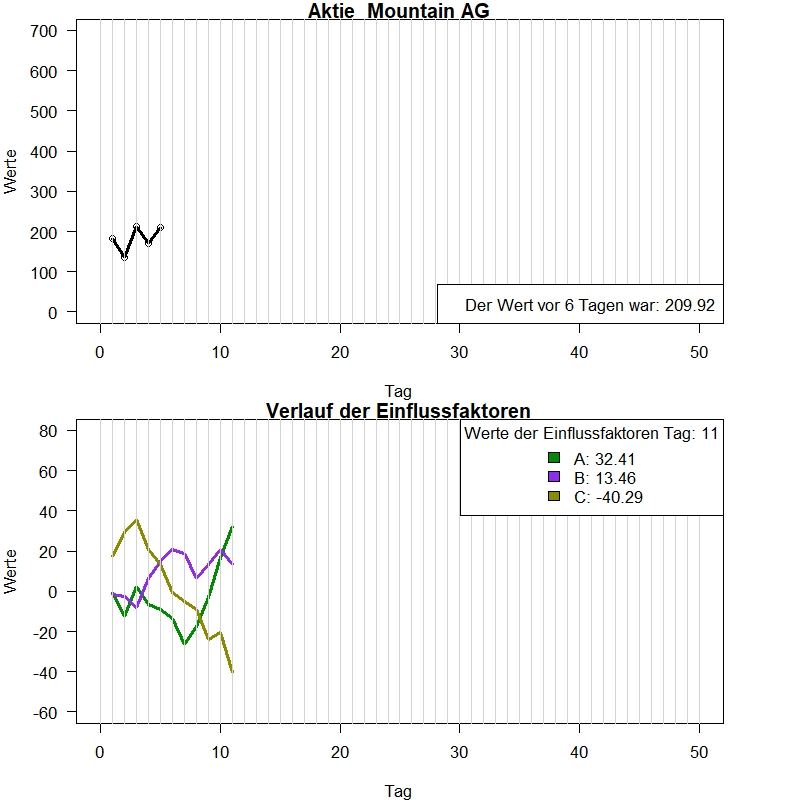 Aktie  Mountain AG
700
600
500
400
300
200
100
0
Werte
Der Wert vor 6 Tagen war: 209.92
0 10 20 30 40 50
Tag
Verlauf der Einflussfaktoren
80
60
40
20
0
-20
-40
-60
Werte
Werte der Einflussfaktoren Tag: 11
A: 32.41
B: 13.46
C: -40.29
0 10 20 30 40 50
Tag